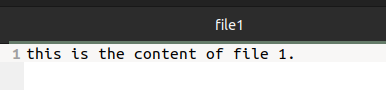 file1
1 this is the content of file 1.